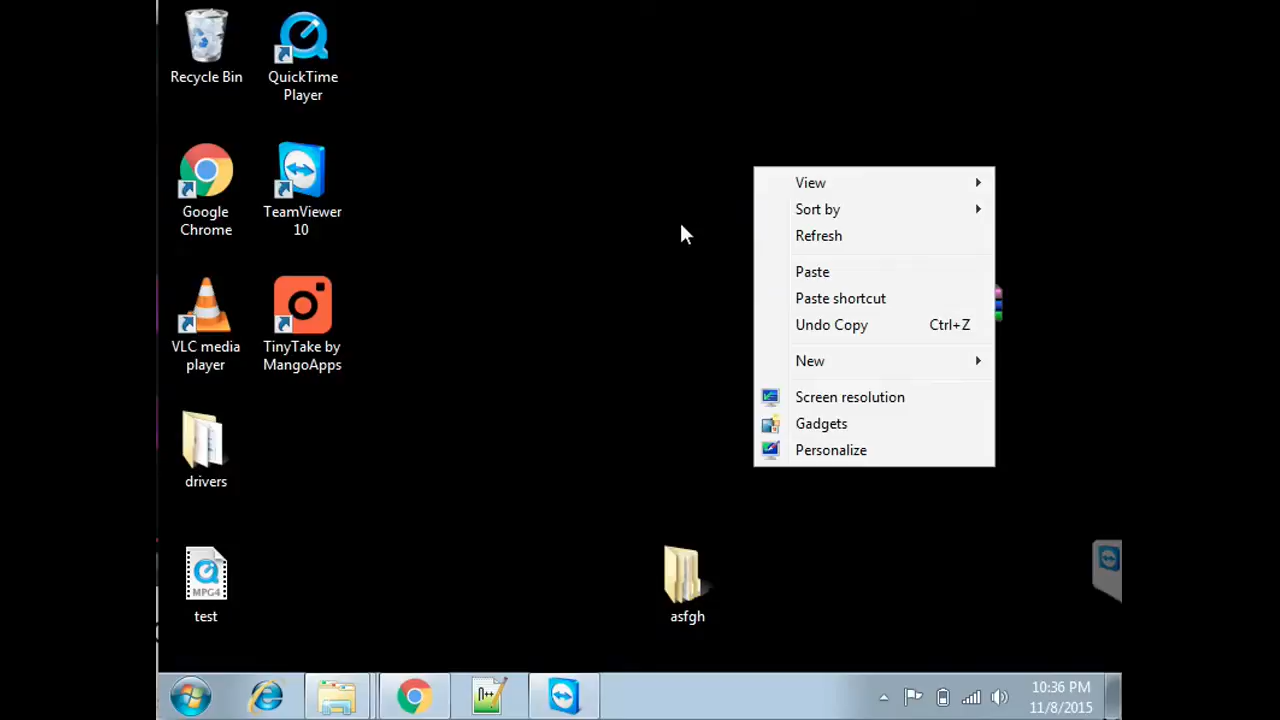 Recycle Bin
QuickTime
Player
Google
Chrome
TeamViewer
10
VLC media
player
TinyTake by
MangoApps
drivers
MPG4
test
asfgh
View
Sort by
Refresh
Paste
Paste shortcut
Undo Copy Ctrl+Z
New
Screen resolution
Gadgets
Personalize
n++
10:36 PM
11/8/2015